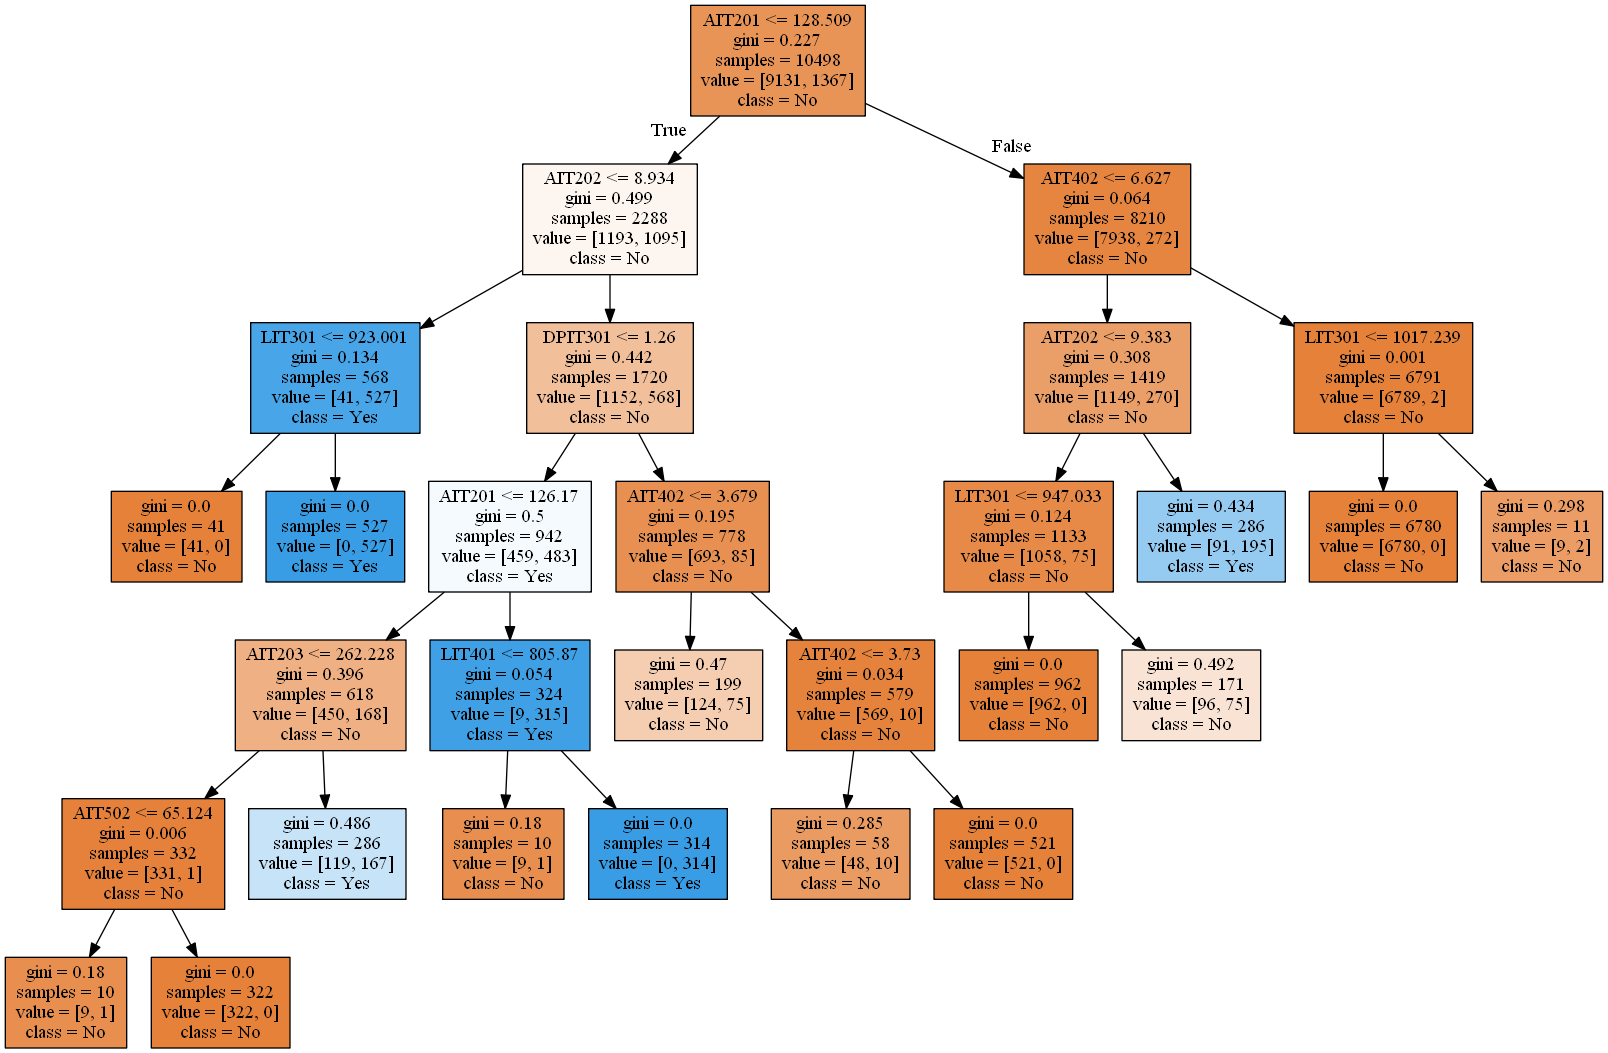 AIT201 <= 128.509
gini = 0.227
samples = 10498
value = [9131, 1367]
class = No
True
False
AIT202 <= 8.934
gini = 0.499
samples = 2288
value = [1193, 1095]
class = No
AIT402 <= 6.627
gini = 0.064
samples = 8210
value = [7938, 272]
class = No
LIT301 <= 923.001
gini = 0.134
samples = 568
value = [41, 527]
class = Yes
DPIT301 <= 1.26
gini = 0.442
samples = 1720
value = [1152, 568]
class = No
AIT202 <= 9.383
gini = 0.308
samples = 1419
value = [1149, 270]
class = No
LIT301 <= 1017.239
gini = 0.001
samples = 6791
value = [6789, 2]
class = No
gini = 0.0
samples = 41
value = [41, 0]
class = No
gini = 0.0
samples = 527
value = [0, 527]
class = Yes
AIT201 <= 126.17
gini = 0.5
samples = 942
value = [459, 483]
class = Yes
AIT402 <= 3.679
gini = 0.195
samples = 778
value = [693, 85]
class = No
LIT301 <= 947.033
gini = 0.124
samples = 1133
value = [1058, 75]
class = No
gini = 0.434
samples = 286
value = [91, 195]
class = Yes
gini = 0.0
samples = 6780
value = [6780, 0]
class = No
gini = 0.298
samples = 11
value = [9, 2]
class = No
AIT203 <= 262.228
gini = 0.396
samples = 618
value = [450, 168]
class = No
LIT401 <= 805.87
gini = 0.054
samples = 324
value = [9, 315]
class = Yes
gini = 0.47
samples = 199
value = [124, 75]
class = No
AIT402 <= 3.73
gini = 0.034
samples = 579
value = [569, 10]
class = No
gini = 0.0
samples = 962
value = [962, 0]
class = No
gini = 0.492
samples = 171
value = [96, 75]
class = No
AIT502 <= 65.124
gini = 0.006
samples = 332
value = [331, 1]
class = No
gini = 0.486
samples = 286
value = [119, 167]
class = Yes
gini = 0.18
samples = 10
value = [9, 1]
class = No
gini = 0.0
samples = 314
value = [0, 314]
class = Yes
gini = 0.285
samples = 58
value = [48, 10]
class = No
gini = 0.0
samples = 521
value = [521, 0]
class = No
gini = 0.18
samples = 10
value = [9, 1]
class = No
gini = 0.0
samples = 322
value = [322, 0]
class = No